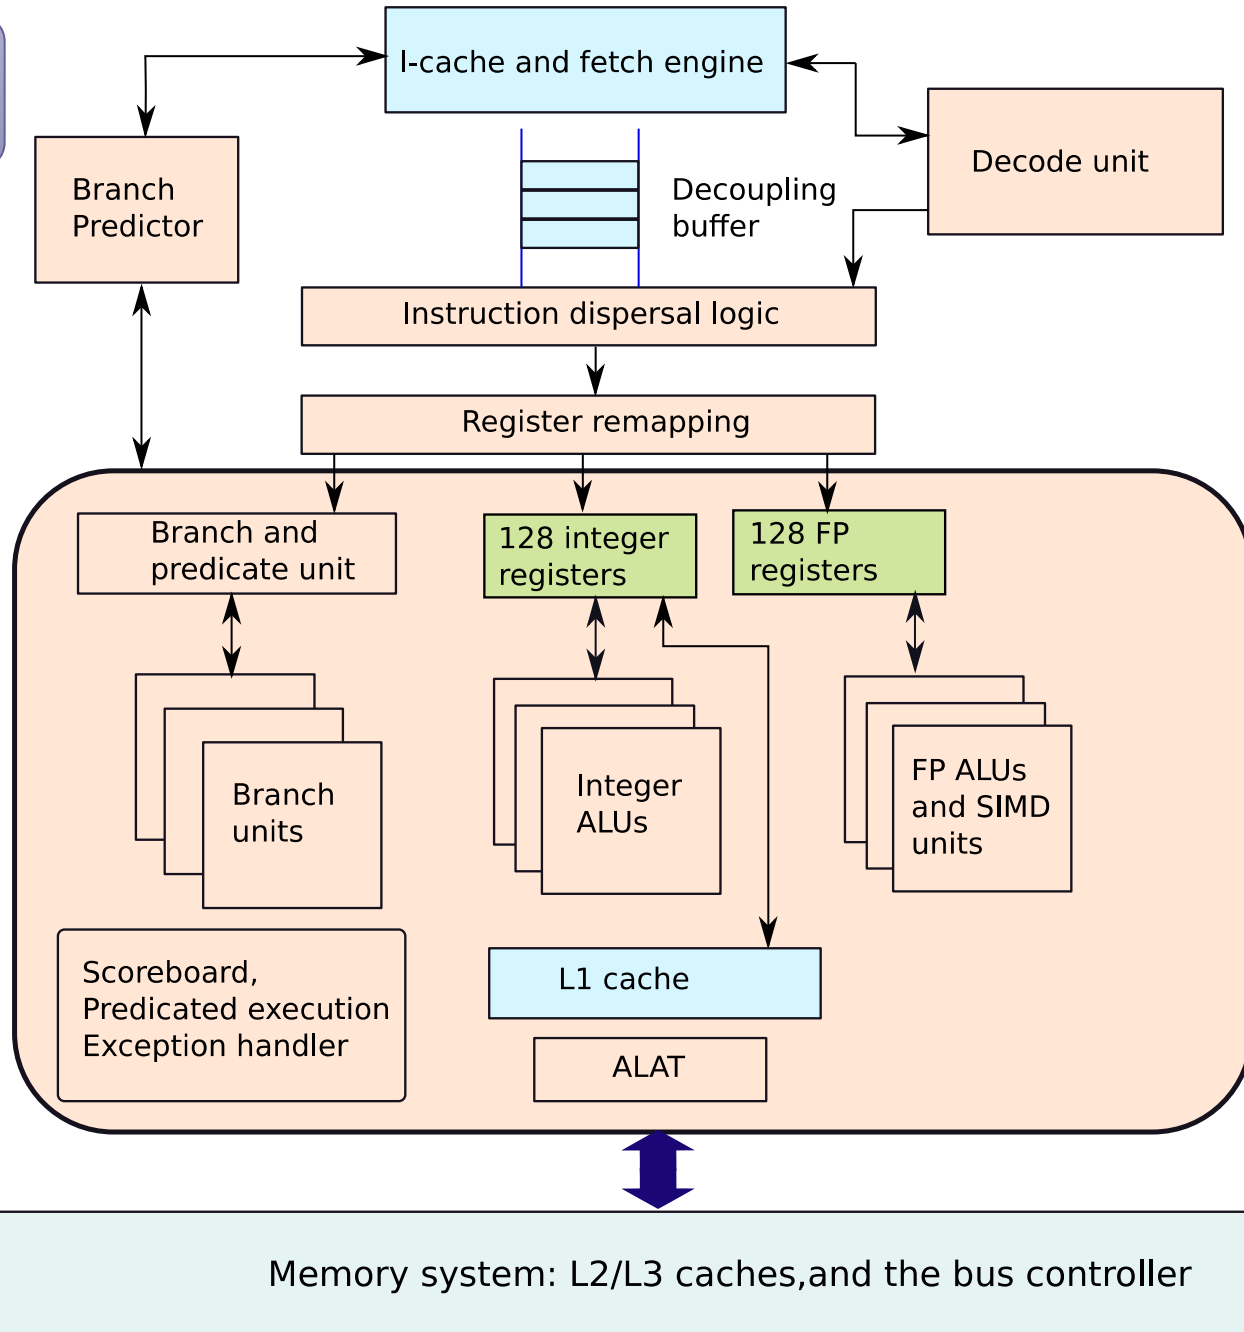 I-cache and fetch engine
Decode unit
Branch
Predictor
Decoupling
buffer
Instruction dispersal logic
Register remapping
Branch and
predicate unit
128 integer
registers
128 FP
registers
Branch
units
Integer
ALUs
FP ALUs
and SIMD
units
Scoreboard,
Predicated execution
Exception handler
L1 cache
ALAT
Memory system: L2/L3 caches,and the bus controller